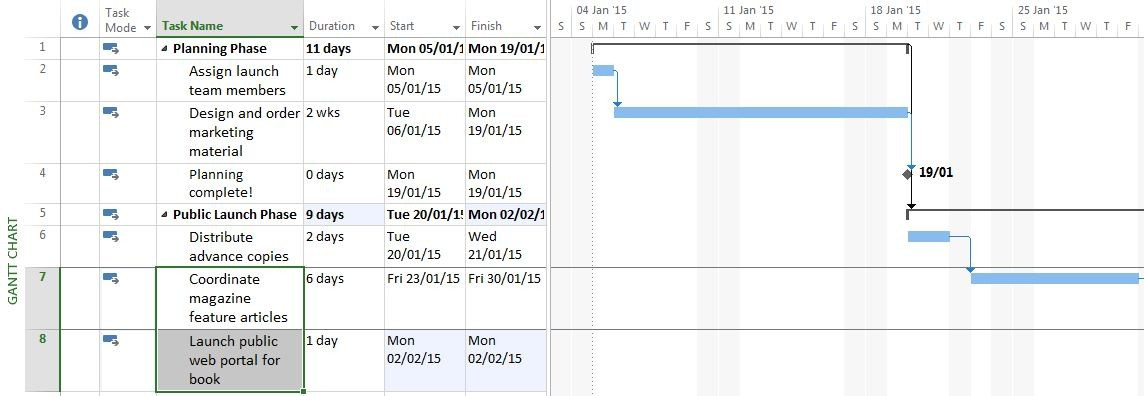 Task
Mode
Task Name
Duration
Start
Finish
04 Jan '15 11 Jan '15 18 Jan '15 25 Jan '15
S S M T W T F S S M T W T F S S M T W T F S S M T W T F
1 Planning Phase 11 days Mon 05/01/1 Mon 19/01/1
2
Assign launch
team members
1 day
Mon
05/01/15
Mon
05/01/15
3
Design and order
marketing
material
2 wks
Tue
06/01/15
Mon
19/01/15
4
Planning
complete!
0 days
Mon
19/01/15
Mon
19/01/15
19/01
5 Public Launch Phase 9 days Tue 20/01/1 Mon 02/02/1
6
Distribute
advance copies
2 days
Tue
20/01/15
Wed
21/01/15
7
Coordinate
magazine
feature articles
6 days
Fri 23/01/15
Fri 30/01/15
8
Launch public
web portal for
book
1 day
Mon
02/02/15
Mon
02/02/15
GANTT CHART